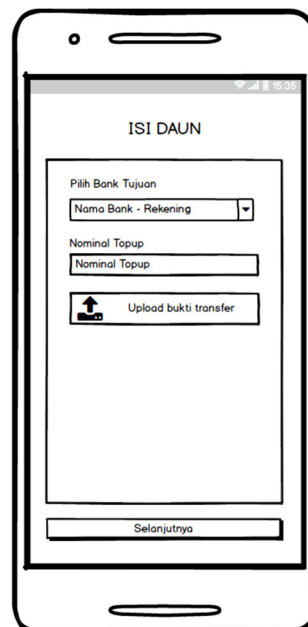 15:35
ISI DAUN
Pilih Bank Tujuan
Nama Bank - Rekening
Nominal Topup
Nominal Topup
Upload bukti transfer
Selanjutnya